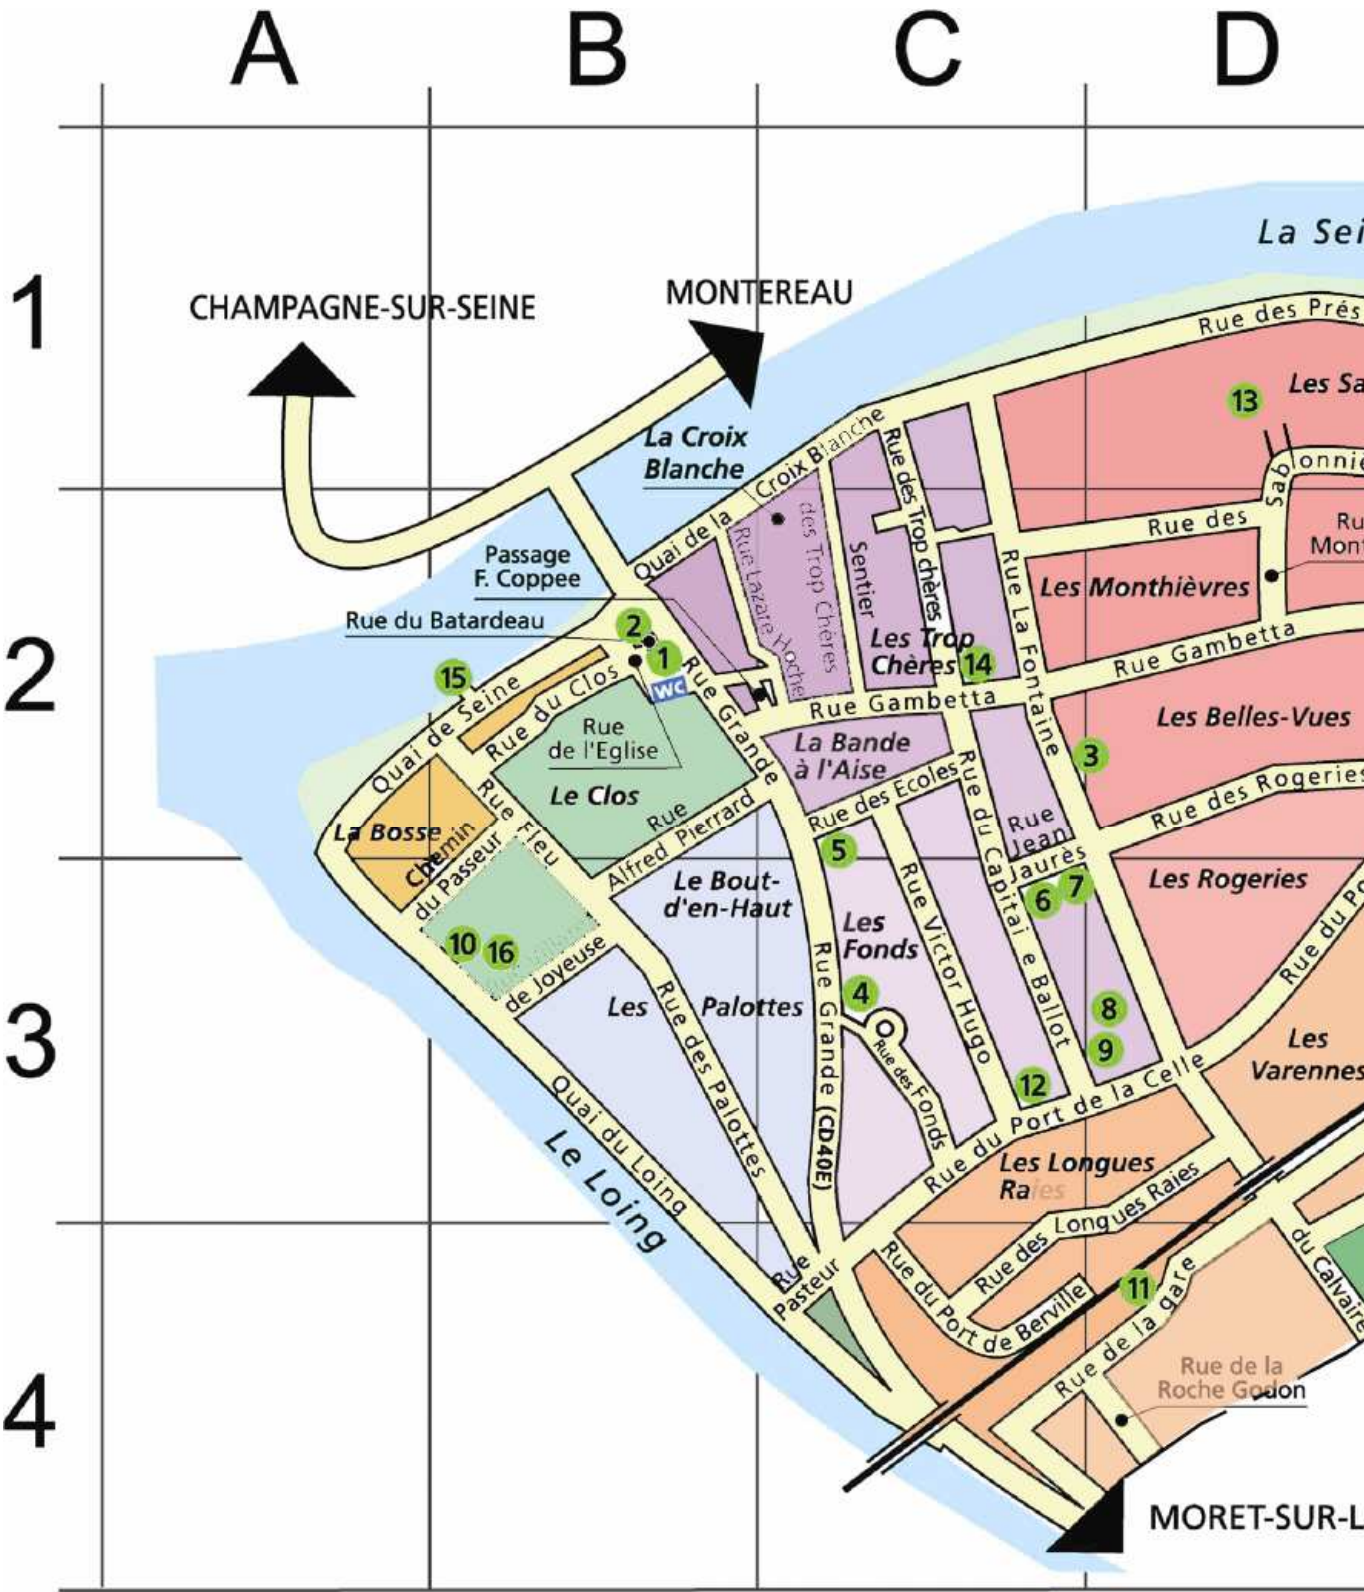 A B C D
1
2
3
4
La Sei
CHAMPAGNE-SUR-SEINE
MONTEREAU
Rue des Prés
Les Sa
13
La Croix
Blanche
Quai de la Croix Blanche
Rue des Trop chères
Sablonniè
Rue des
Ru
Mont
Passage
F. Coppee
Rue Lazare Hoche
Sentier
des Trop Chères
Rue La Fontaine
Les Monthièvres
Rue du Batardeau
2
1
WC
Les Trop
Chères
14
Rue Gambetta
Rue Gambetta
15
Quai de Seine
Rue du Clos
Rue Grande
Rue
de l'Eglise
Les Belles-Vues
La Bande
à l'Aise
3
Le Clos
Rue des Ecoles
Rue des Rogeries
Rue Fleu
La Bosse
Chemin
du Passeur
Rue
Alfred Pierrard
Rue
Jean
Jaurès
5
Rue du Capitai e Ballot
Le Bout-
d'en-Haut
Les Rogeries
6
7
Les
Fonds
Rue Victor Hugo
Rue du Po
10
16
de Joyeuse
Les Palottes
4
8
9
Rue Grande (CD40E)
Rue des Palottes
Rue des Fonds
12
Les
Varennes
Rue du Port de la Celle
Quai du Loing
Le Loing
Les Longues
Raies
Rue des Longues Raies
Rue
Pasteur
Rue du Port de Berville
11
Rue de la gare
du Calvaire
Rue de la
Roche Godon
MORET-SUR-L